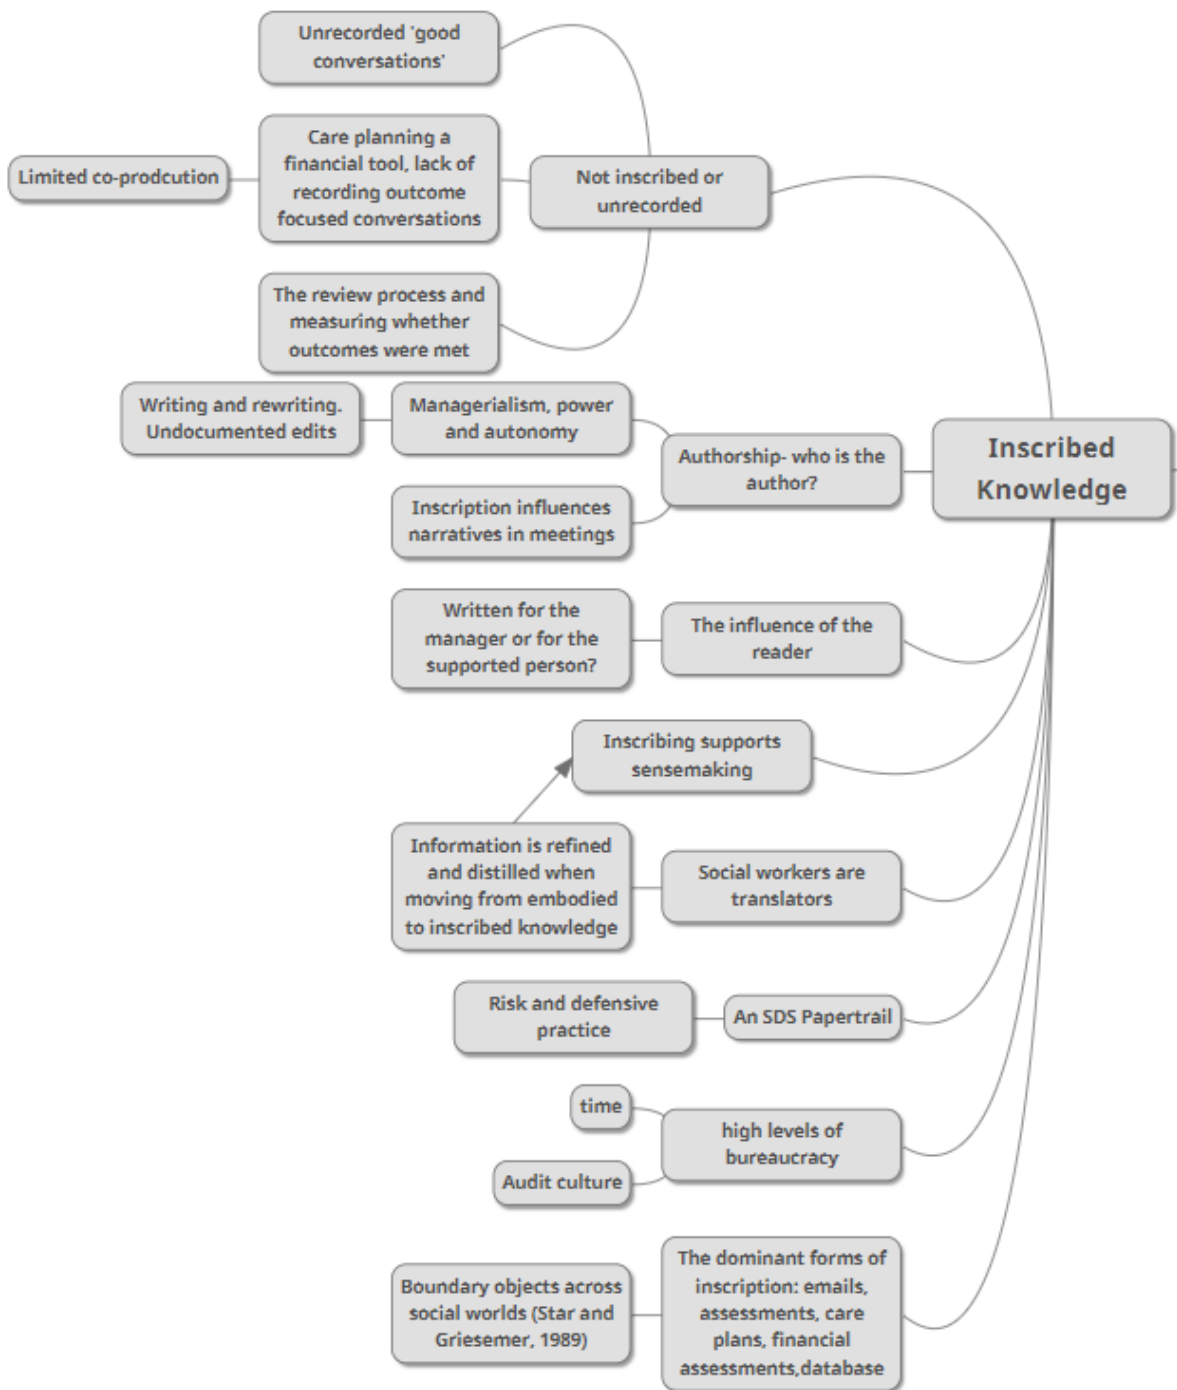 Unrecorded 'good
conversations'
Care planning a
financial tool, lack of
recording outcome
focused conversations
Limited co-prodcution
Not inscribed or
unrecorded
The review process and
measuring whether
outcomes were met
Writing and rewriting.
Undocumented edits
Managerialism, power
and autonomy
Authorship- who is the
author?
Inscribed
Knowledge
Inscription influences
narratives in meetings
Written for the
manager or for the
supported person?
The influence of the
reader
Inscribing supports
sensemaking
Information is refined
and distilled when
moving from embodied
to inscribed knowledge
Social workers are
translators
Risk and defensive
practice
An SDS Papertrail
time
high levels of
bureaucracy
Audit culture
Boundary objects across
social worlds (Star and
Griesemer, 1989)
The dominant forms of
inscription: emails,
assessments, care
plans, financial
assessments,database